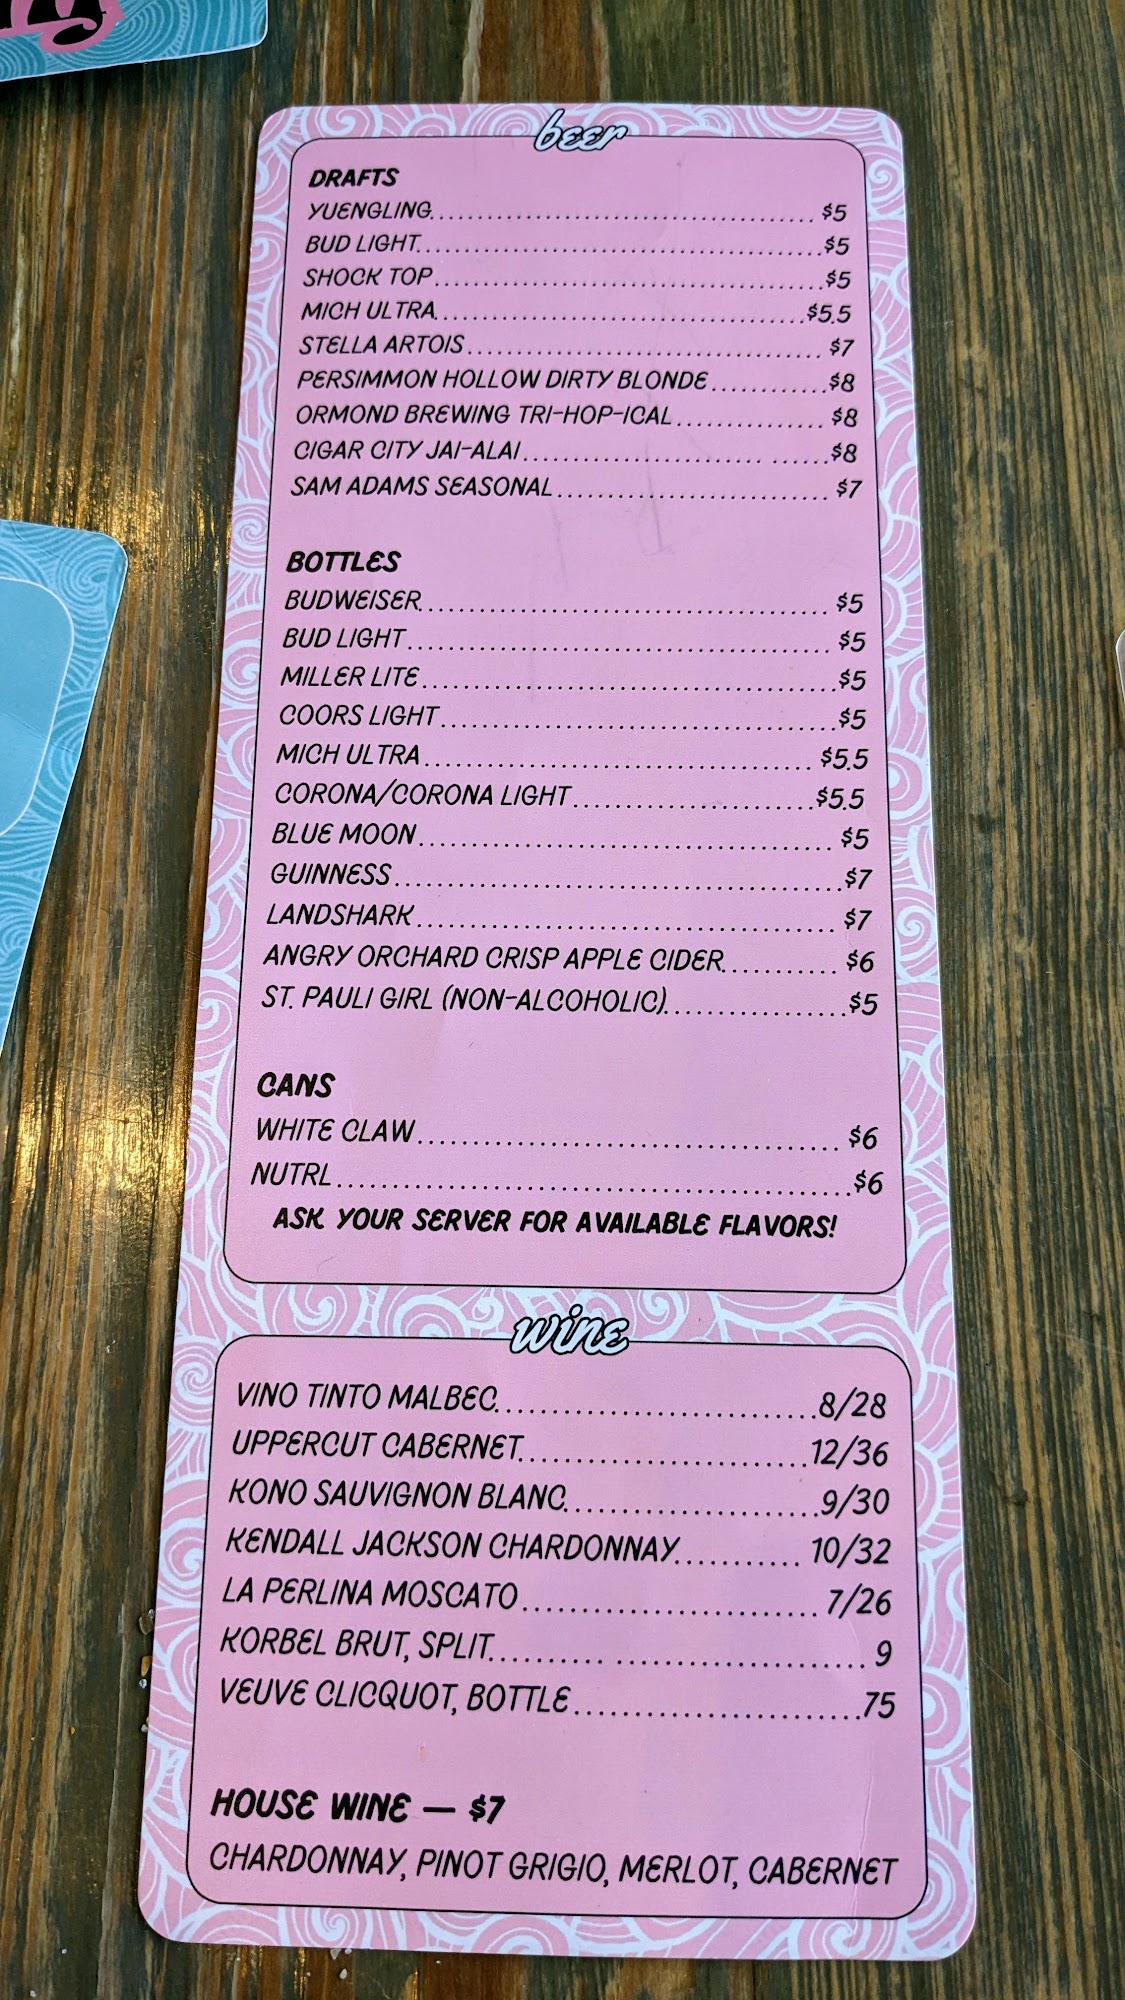 beer
DRAFTS
YUENGLING $5
BUD LIGHT $5
SHOCK TOP $5
MICH ULTRA $5.5
STELLA ARTOIS $7
PERSIMMON HOLLOW DIRTY BLONDE $8
ORMOND BREWING TRI-HOP-ICAL $8
CIGAR CITY JAI-ALAI $8
SAM ADAMS SEASONAL $7
BOTTLES
BUDWEISER $5
BUD LIGHT $5
MILLER LITE $5
COORS LIGHT $5
MICH ULTRA $5.5
CORONA/CORONA LIGHT $5.5
BLUE MOON $5
GUINNESS $7
LANDSHARK $7
ANGRY ORCHARD CRISP APPLE CIDER $6
ST. PAULI GIRL (NON-ALCOHOLIC) $5
CANS
WHITE CLAW $6
NUTRL $6
ASK YOUR SERVER FOR AVAILABLE FLAVORS!
wine
VINO TINTO MALBEC 8/28
UPPERCUT CABERNET 12/36
KONO SAUVIGNON BLANC 9/30
KENDALL JACKSON CHARDONNAY 10/32
LA PERLINA MOSCATO 7/26
KORBEL BRUT, SPLIT 9
VEUVE CLICQUOT, BOTTLE 75
HOUSE WINE — $7
CHARDONNAY, PINOT GRIGIO, MERLOT, CABERNET